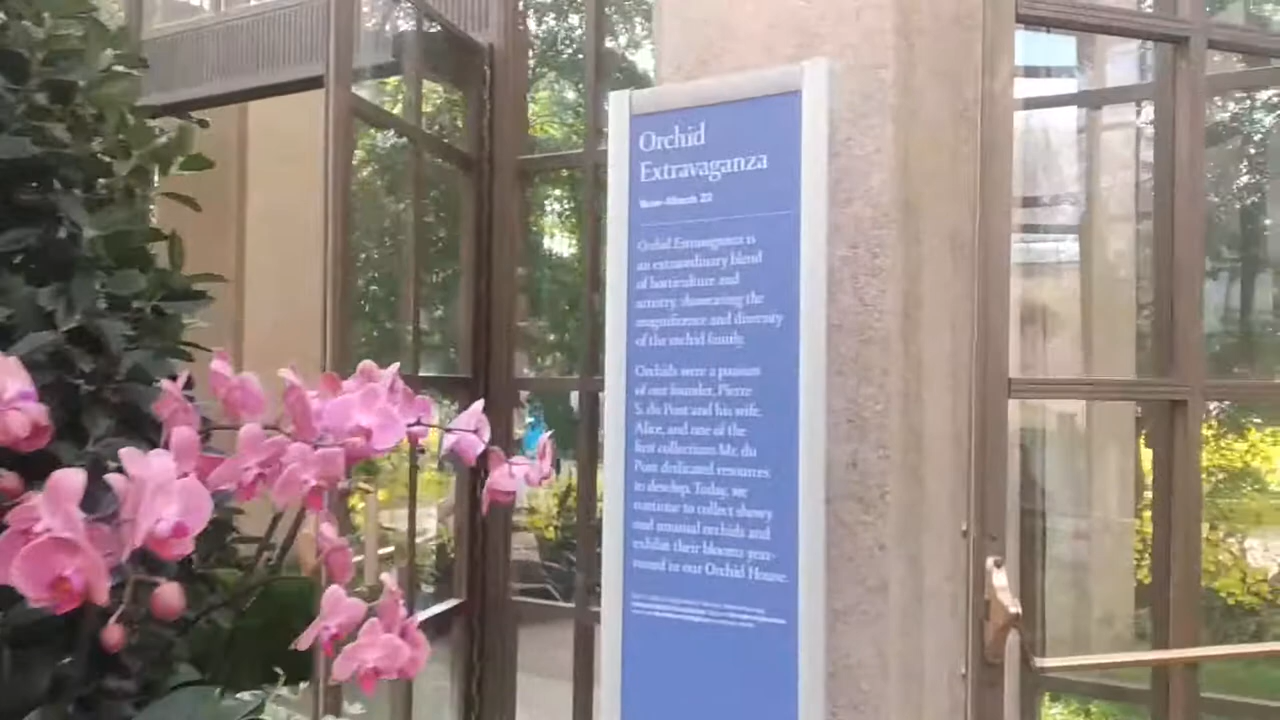 Orchid
Extravaganza
March 22
Orchid Extravaganza is
an extraordinary blend
of horticulture and
artistry, showcasing the
magnificence and diversity
of the orchid family.
Orchids were a passion
of our founder, Pierre
S. du Pont and his wife,
Alice, and one of the
first collections Mr. du
Pont dedicated resources
to develop. Today, we
continue to collect showy
and unusual orchids and
exhibit their blooms year-
round in our Orchid House.